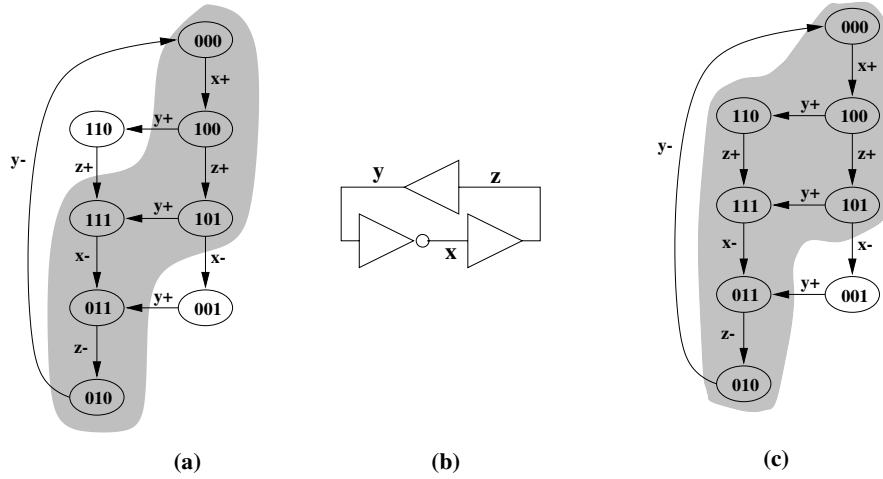 000
x+
110
y+
100
z+
z+
y-
111
y+
101
x-
x-
011
y+
001
z-
010
(a)
y
z
x
(b)
000
x+
110
y+
100
z+
z+
y-
111
y+
101
x-
x-
011
y+
001
z-
010
(c)